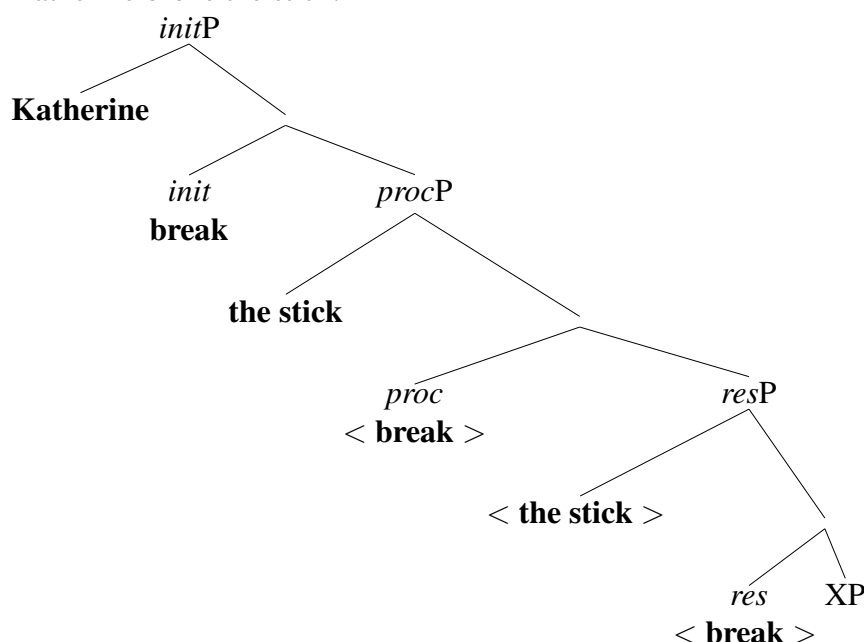 initP
Katherine
init procP
break
the stick
proc resP
< break >
< the stick >
res XP
< break >